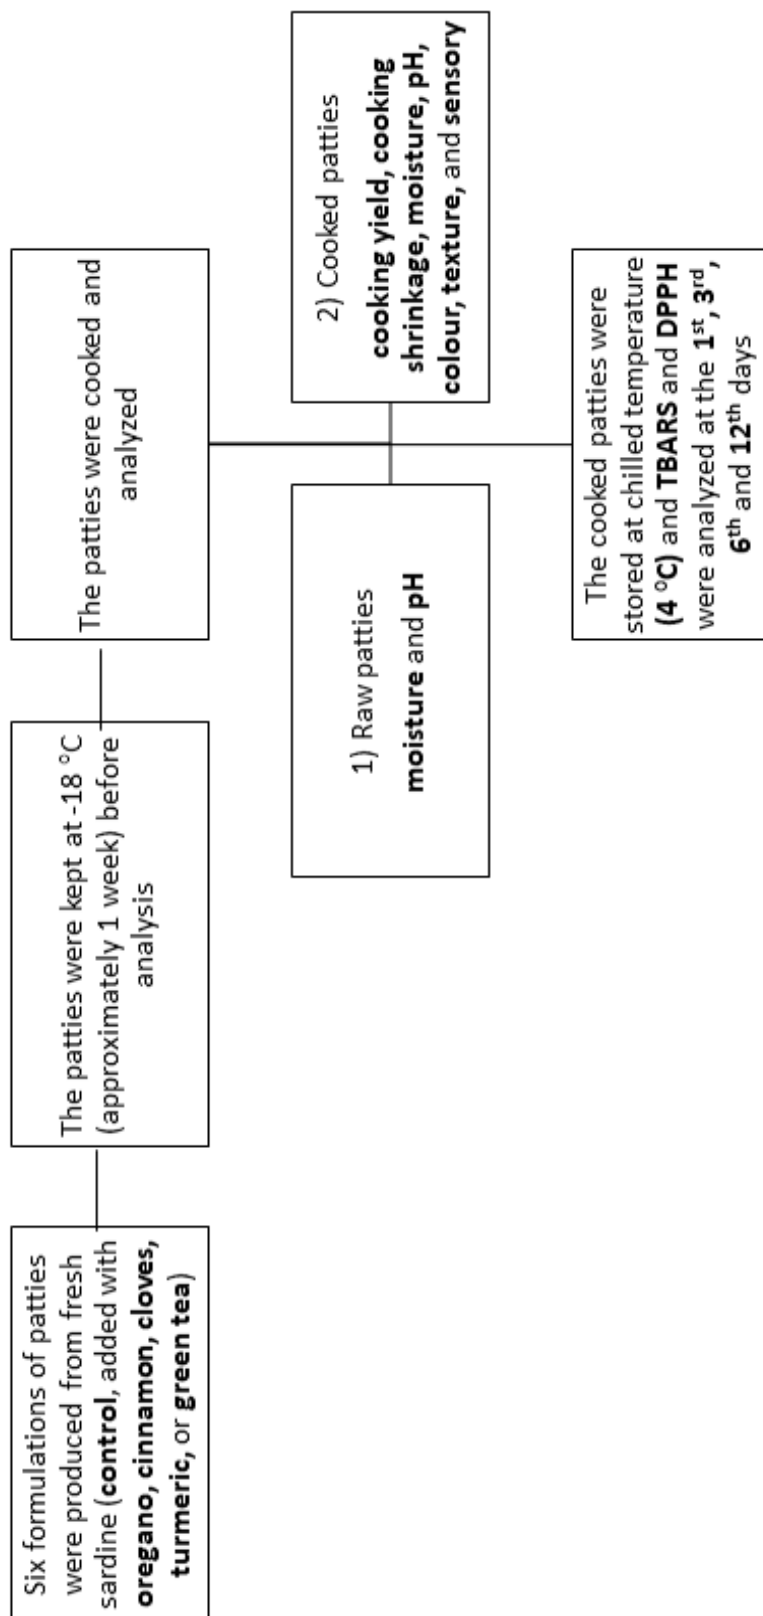 Six formulations of patties
were produced from fresh
sardine (control, added with
oregano, cinnamon, cloves,
turmeric, or green tea)
The patties were kept at -18 °C
(approximately 1 week) before
analysis
The patties were cooked and
analyzed
1) Raw patties
moisture and pH
2) Cooked patties
cooking yield, cooking
shrinkage, moisture, pH,
colour, texture, and sensory
The cooked patties were
stored at chilled temperature
(4 °C) and TBARS and DPPH
were analyzed at the 1st, 3rd,
6th and 12th days